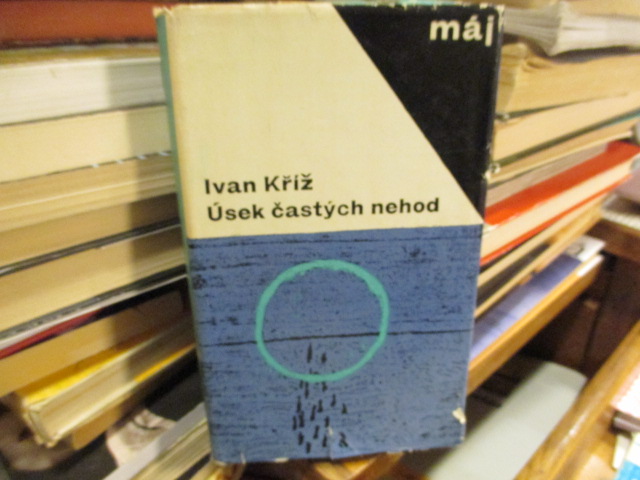 máj
Ivan Kříž
Úsek častých nehod